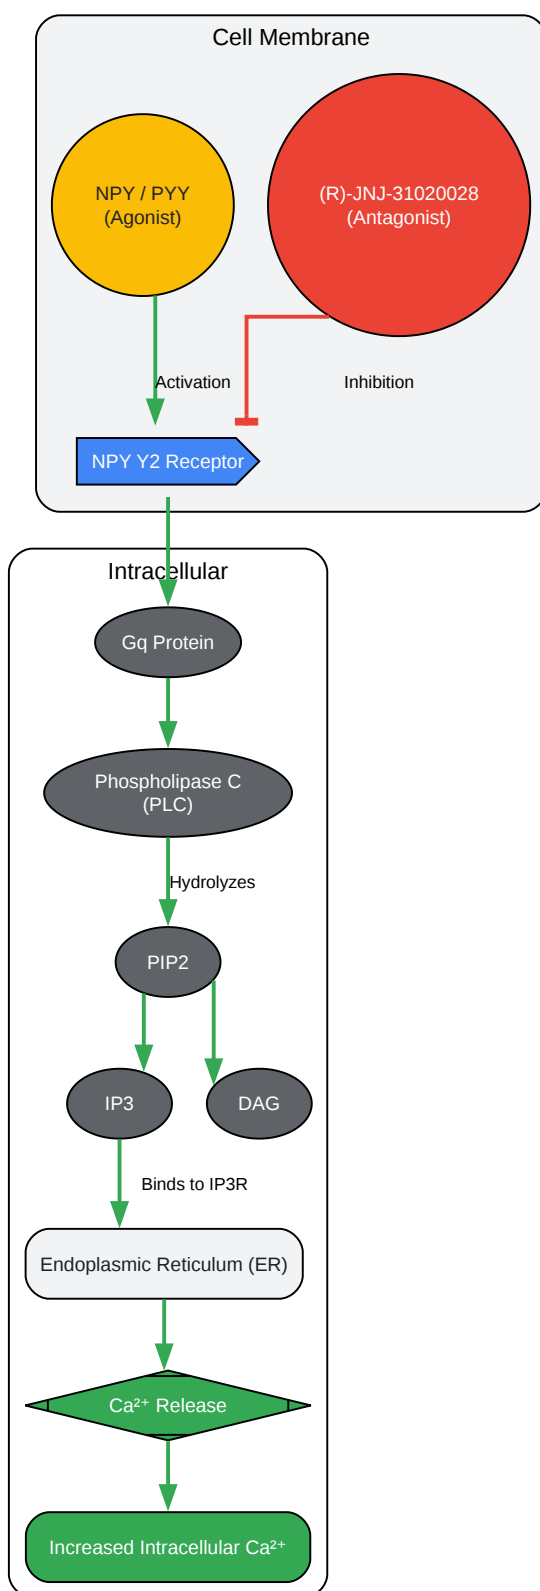 Cell Membrane
NPY / PYY
(Agonist)
(R)-JNJ-31020028
(Antagonist)
Activation
Inhibition
NPY Y2 Receptor
Intracellular
Gq Protein
Phospholipase C
(PLC)
Hydrolyzes
PIP2
IP3
DAG
Binds to IP3R
Endoplasmic Reticulum (ER)
Ca²⁺ Release
Increased Intracellular Ca²⁺